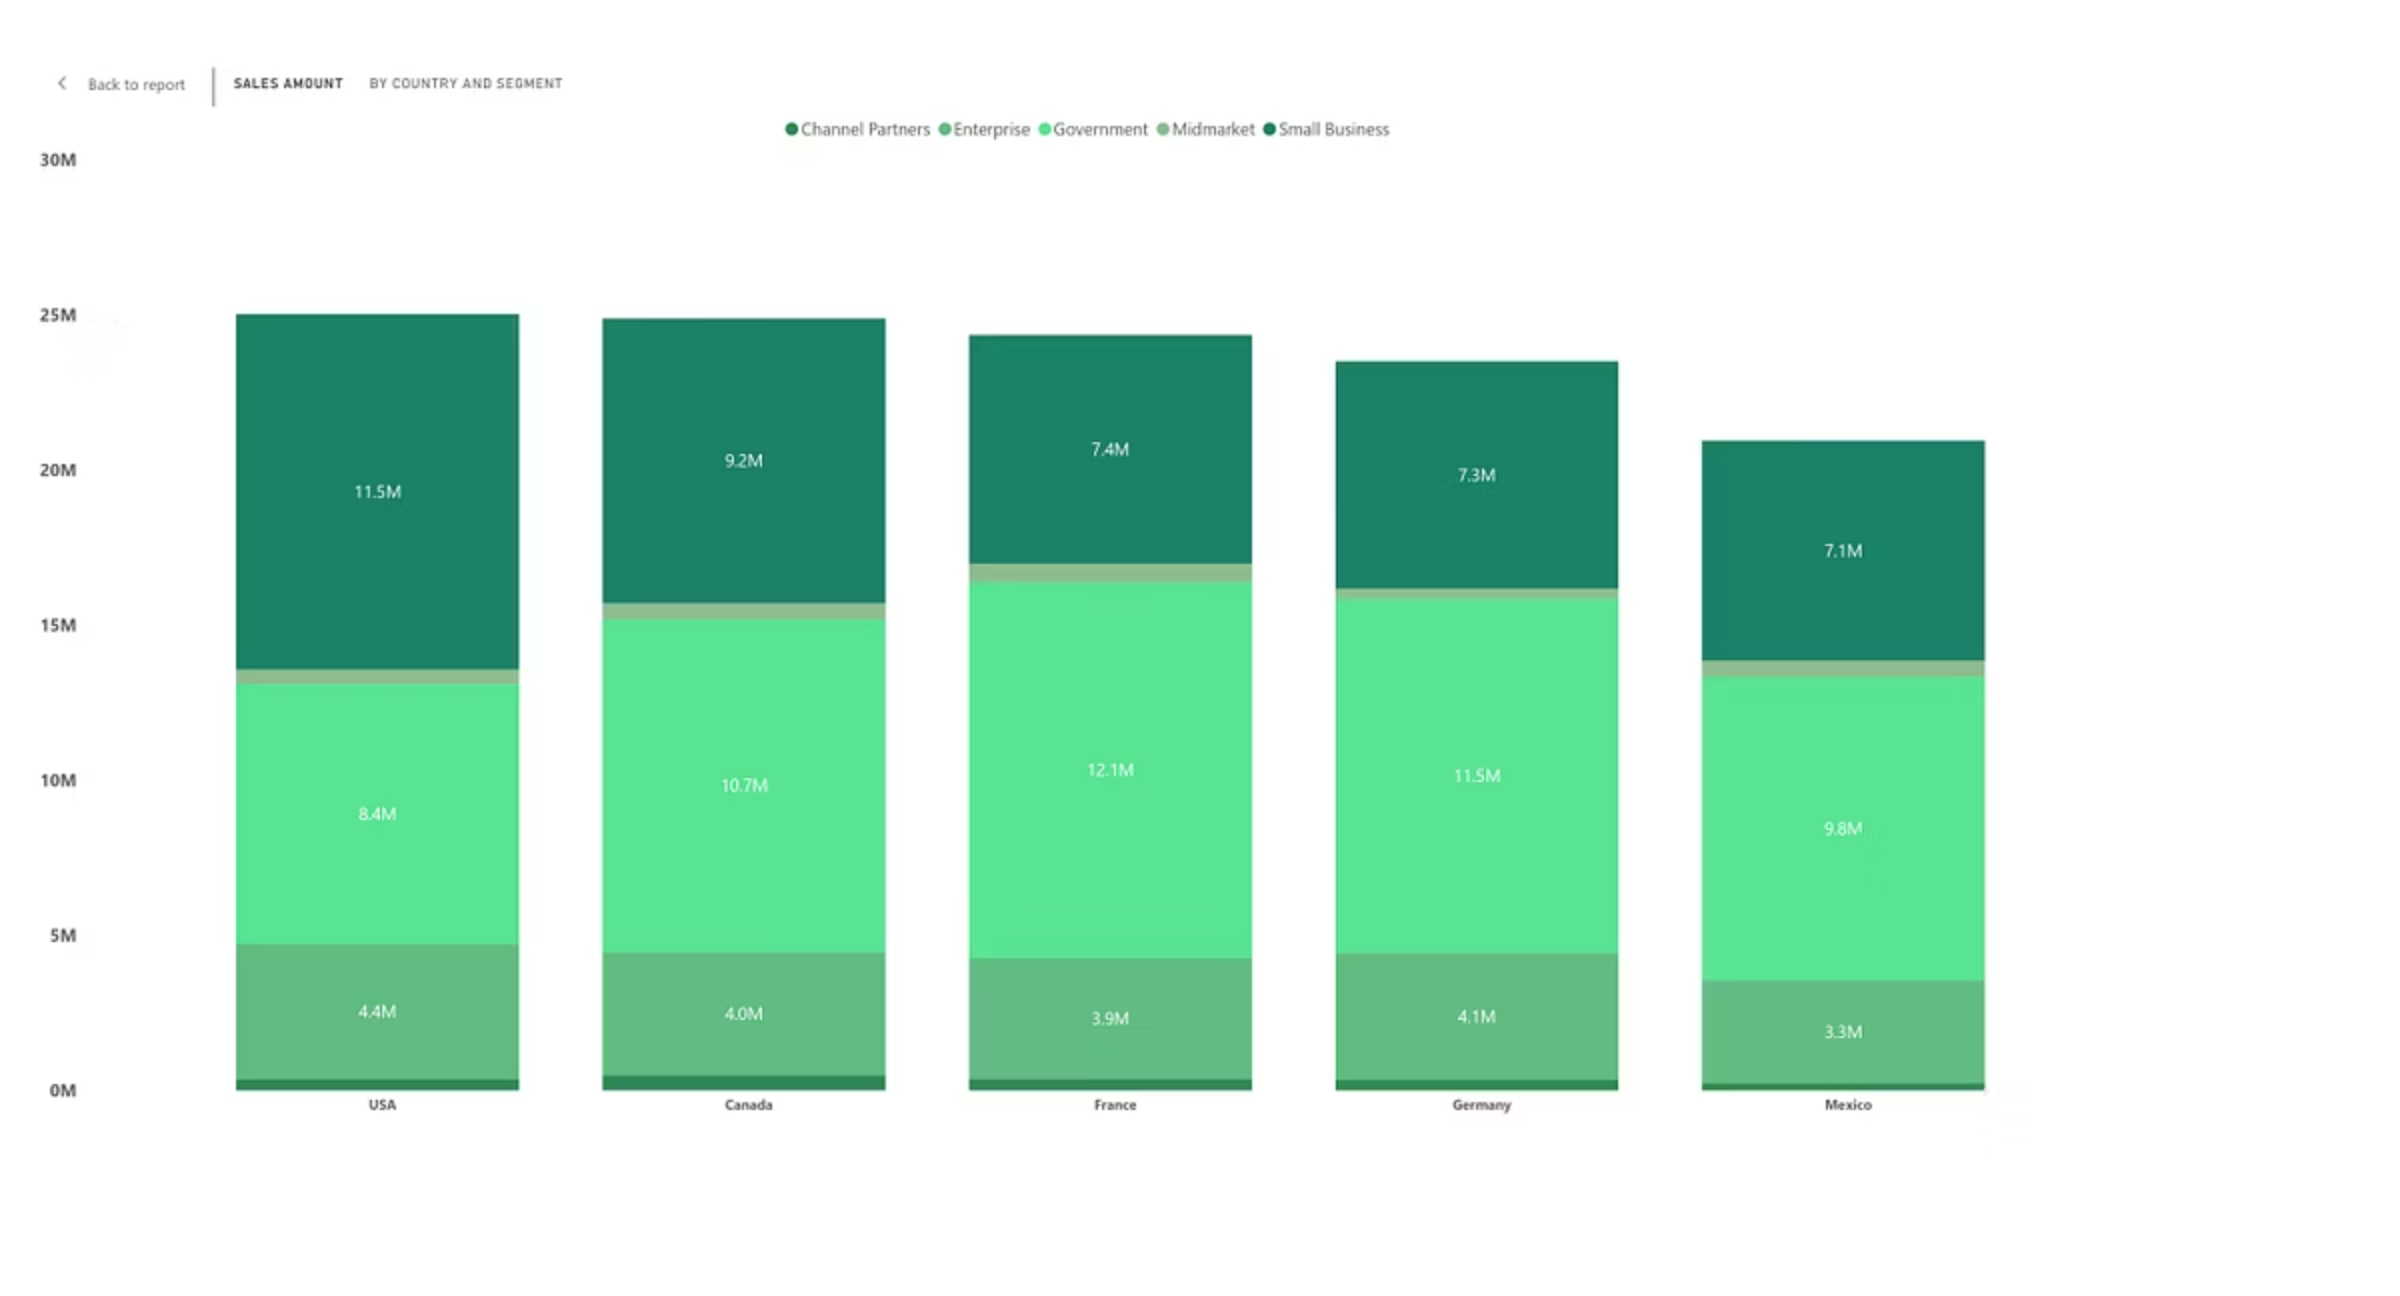 Back to report SALES AMOUNT BY COUNTRY AND SEGMENT
Channel Partners Enterprise Government Midmarket Small Business
30M
25M
20M
15M
10M
5M
0M
11.5M
8.4M
4.4M
9.2M
10.7M
4.0M
7.4M
12.1M
3.9M
7.3M
11.5M
4.1M
7.1M
9.8M
3.3M
USA Canada France Germany Mexico